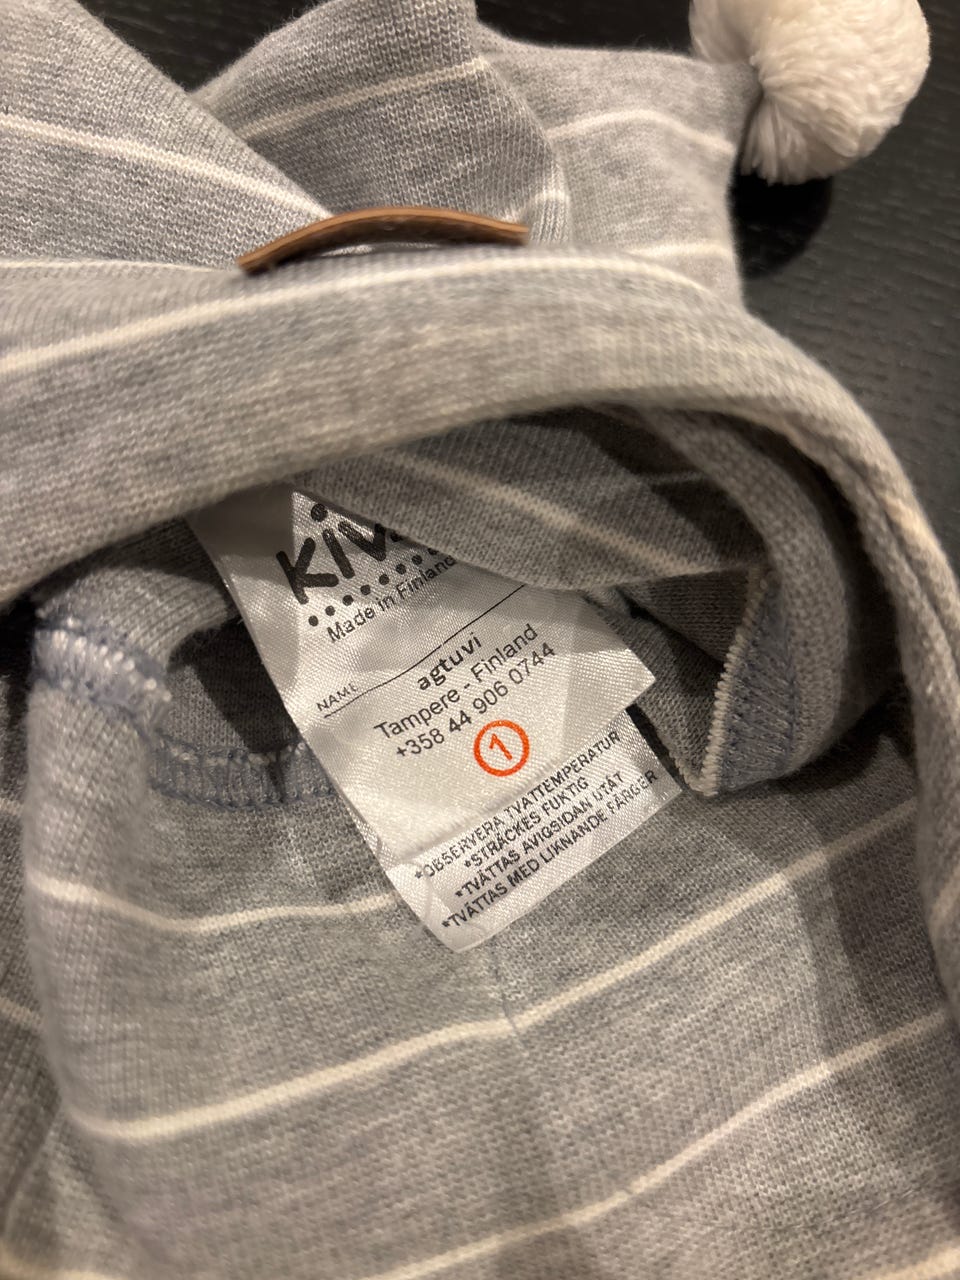 Made in Finland
NAME
agtuvi
Tampere - Finland
+358 44 906 0744
1
*OBSERVERA TVÄTTEMPERATUR
*STRÄCKES FUKTIG
*TVÄTTAS AVIGSIDAN UTÅT
*TVÄTTAS MED LIKNANDE FÄRGER